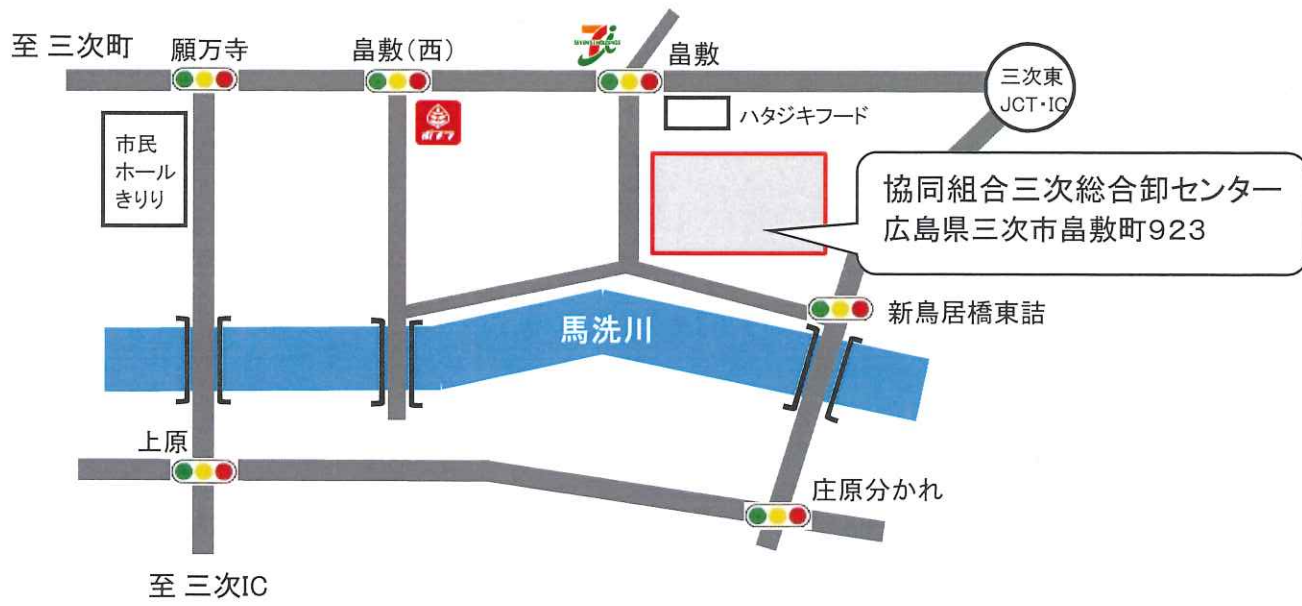 至 三次町
願万寺
畠敷(西)
畠敷
三次東
JCT・IC
ポプラ
ハタジキフード
市民
ホール
きりり
協同組合三次総合卸センター
広島県三次市畠敷町923
新鳥居橋東詰
馬洗川
上原
庄原分かれ
至 三次IC